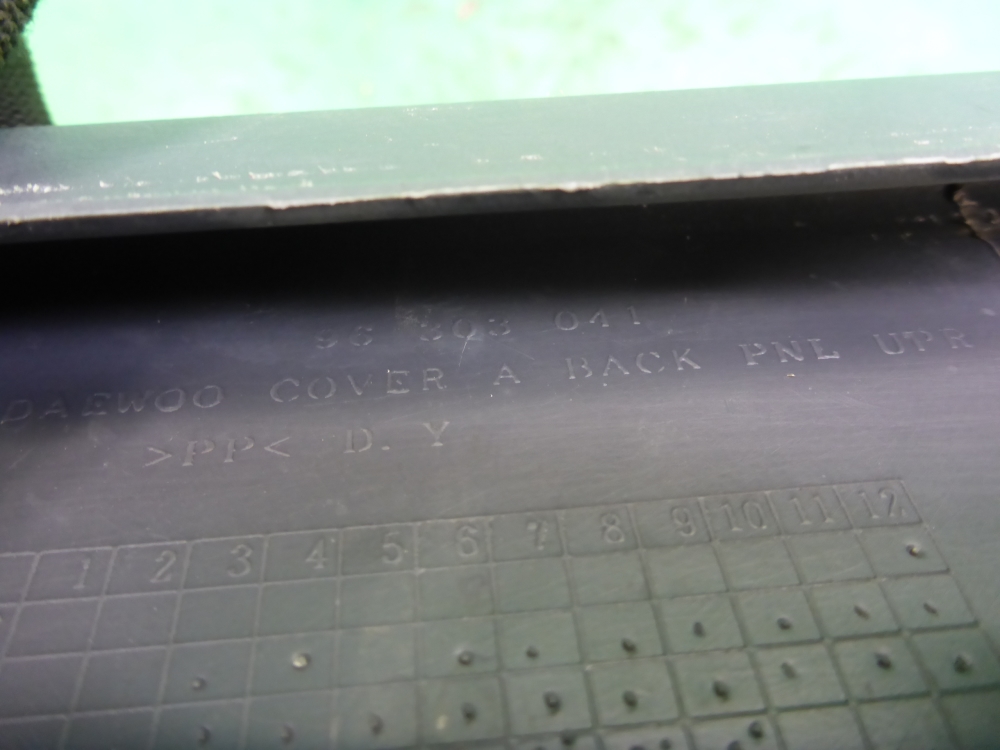 96 303 041
DAEWOO COVER A BACK PNL UPR
>PP< D.Y
1 2 3 4 5 6 7 8 9 10 11 12